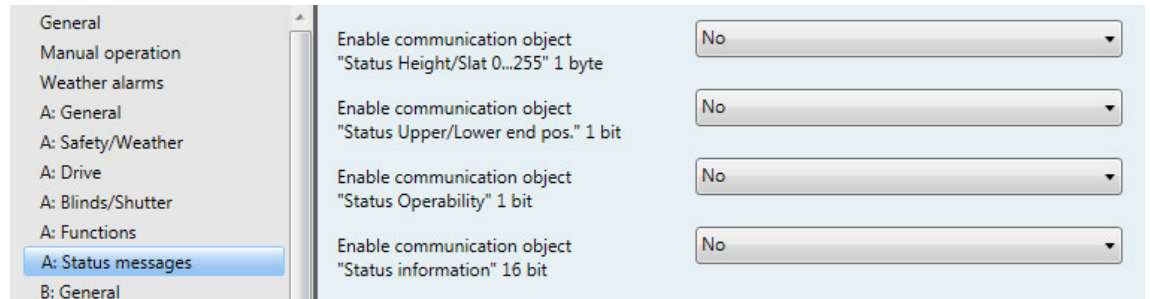 General
Manual operation
Weather alarms
A: General
A: Safety/Weather
A: Drive
A: Blinds/Shutter
A: Functions
A: Status messages
B: General
Enable communication object
"Status Height/Slat 0...255" 1 byte
No
Enable communication object
"Status Upper/Lower end pos." 1 bit
No
Enable communication object
"Status Operability" 1 bit
No
Enable communication object
"Status information" 16 bit
No